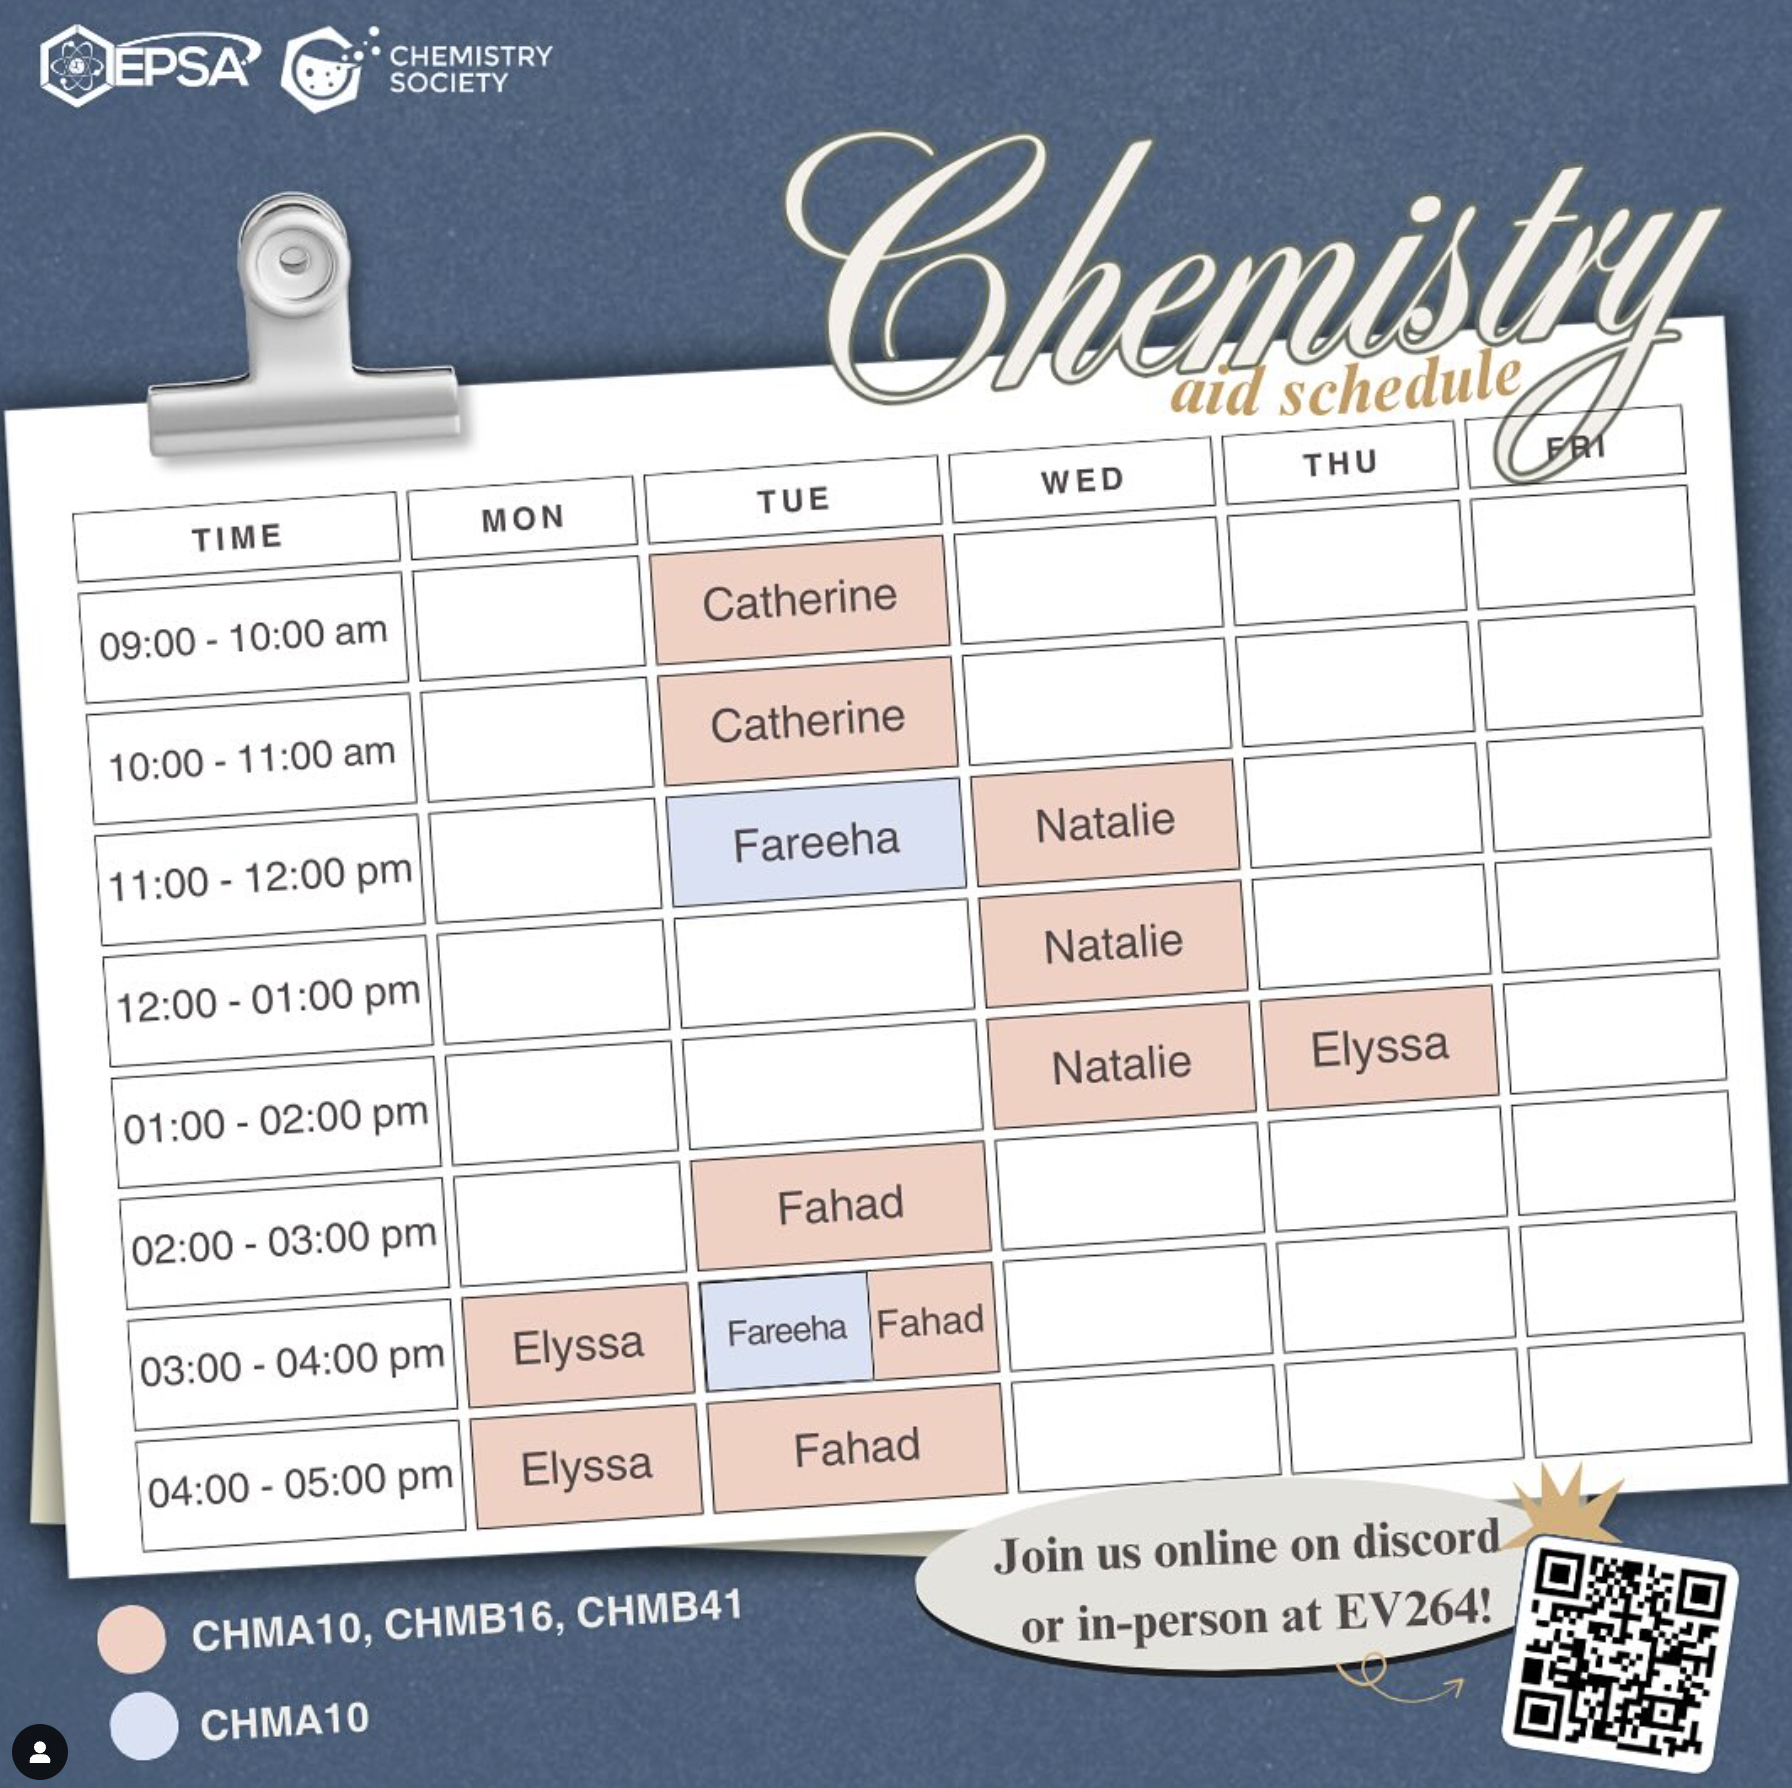 EPSA
CHEMISTRY
SOCIETY
Chemistry
aid schedule
TIME MON TUE WED THU FRI
09:00 - 10:00 am Catherine
10:00 - 11:00 am Catherine
11:00 - 12:00 pm Fareeha Natalie
12:00 - 01:00 pm Natalie
01:00 - 02:00 pm Natalie Elyssa
02:00 - 03:00 pm Fahad
03:00 - 04:00 pm Elyssa Fareeha Fahad
04:00 - 05:00 pm Elyssa Fahad
Join us online on discord
or in-person at EV264!
CHMA10, CHMB16, CHMB41
CHMA10